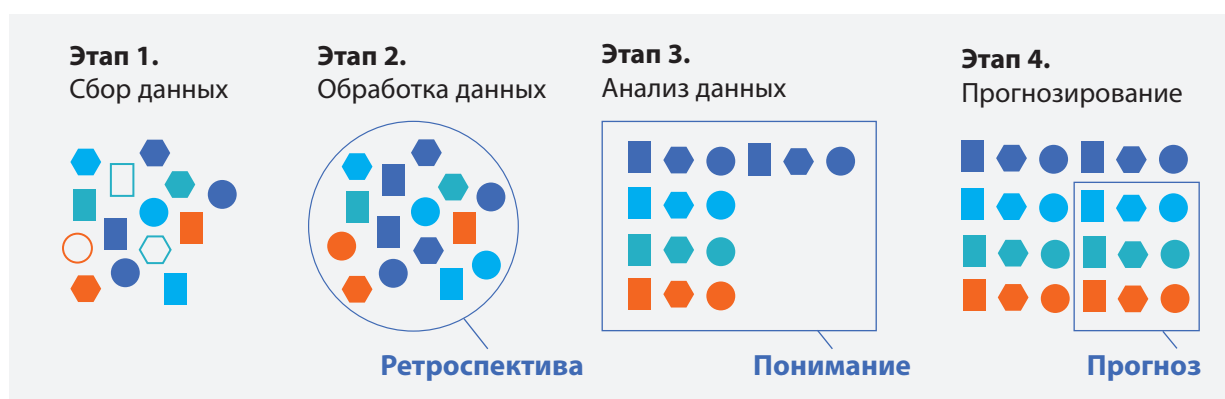 Этап 1.
Сбор данных
Этап 2.
Обработка данных
Этап 3.
Анализ данных
Этап 4.
Прогнозирование
Ретроспектива
Понимание
Прогноз